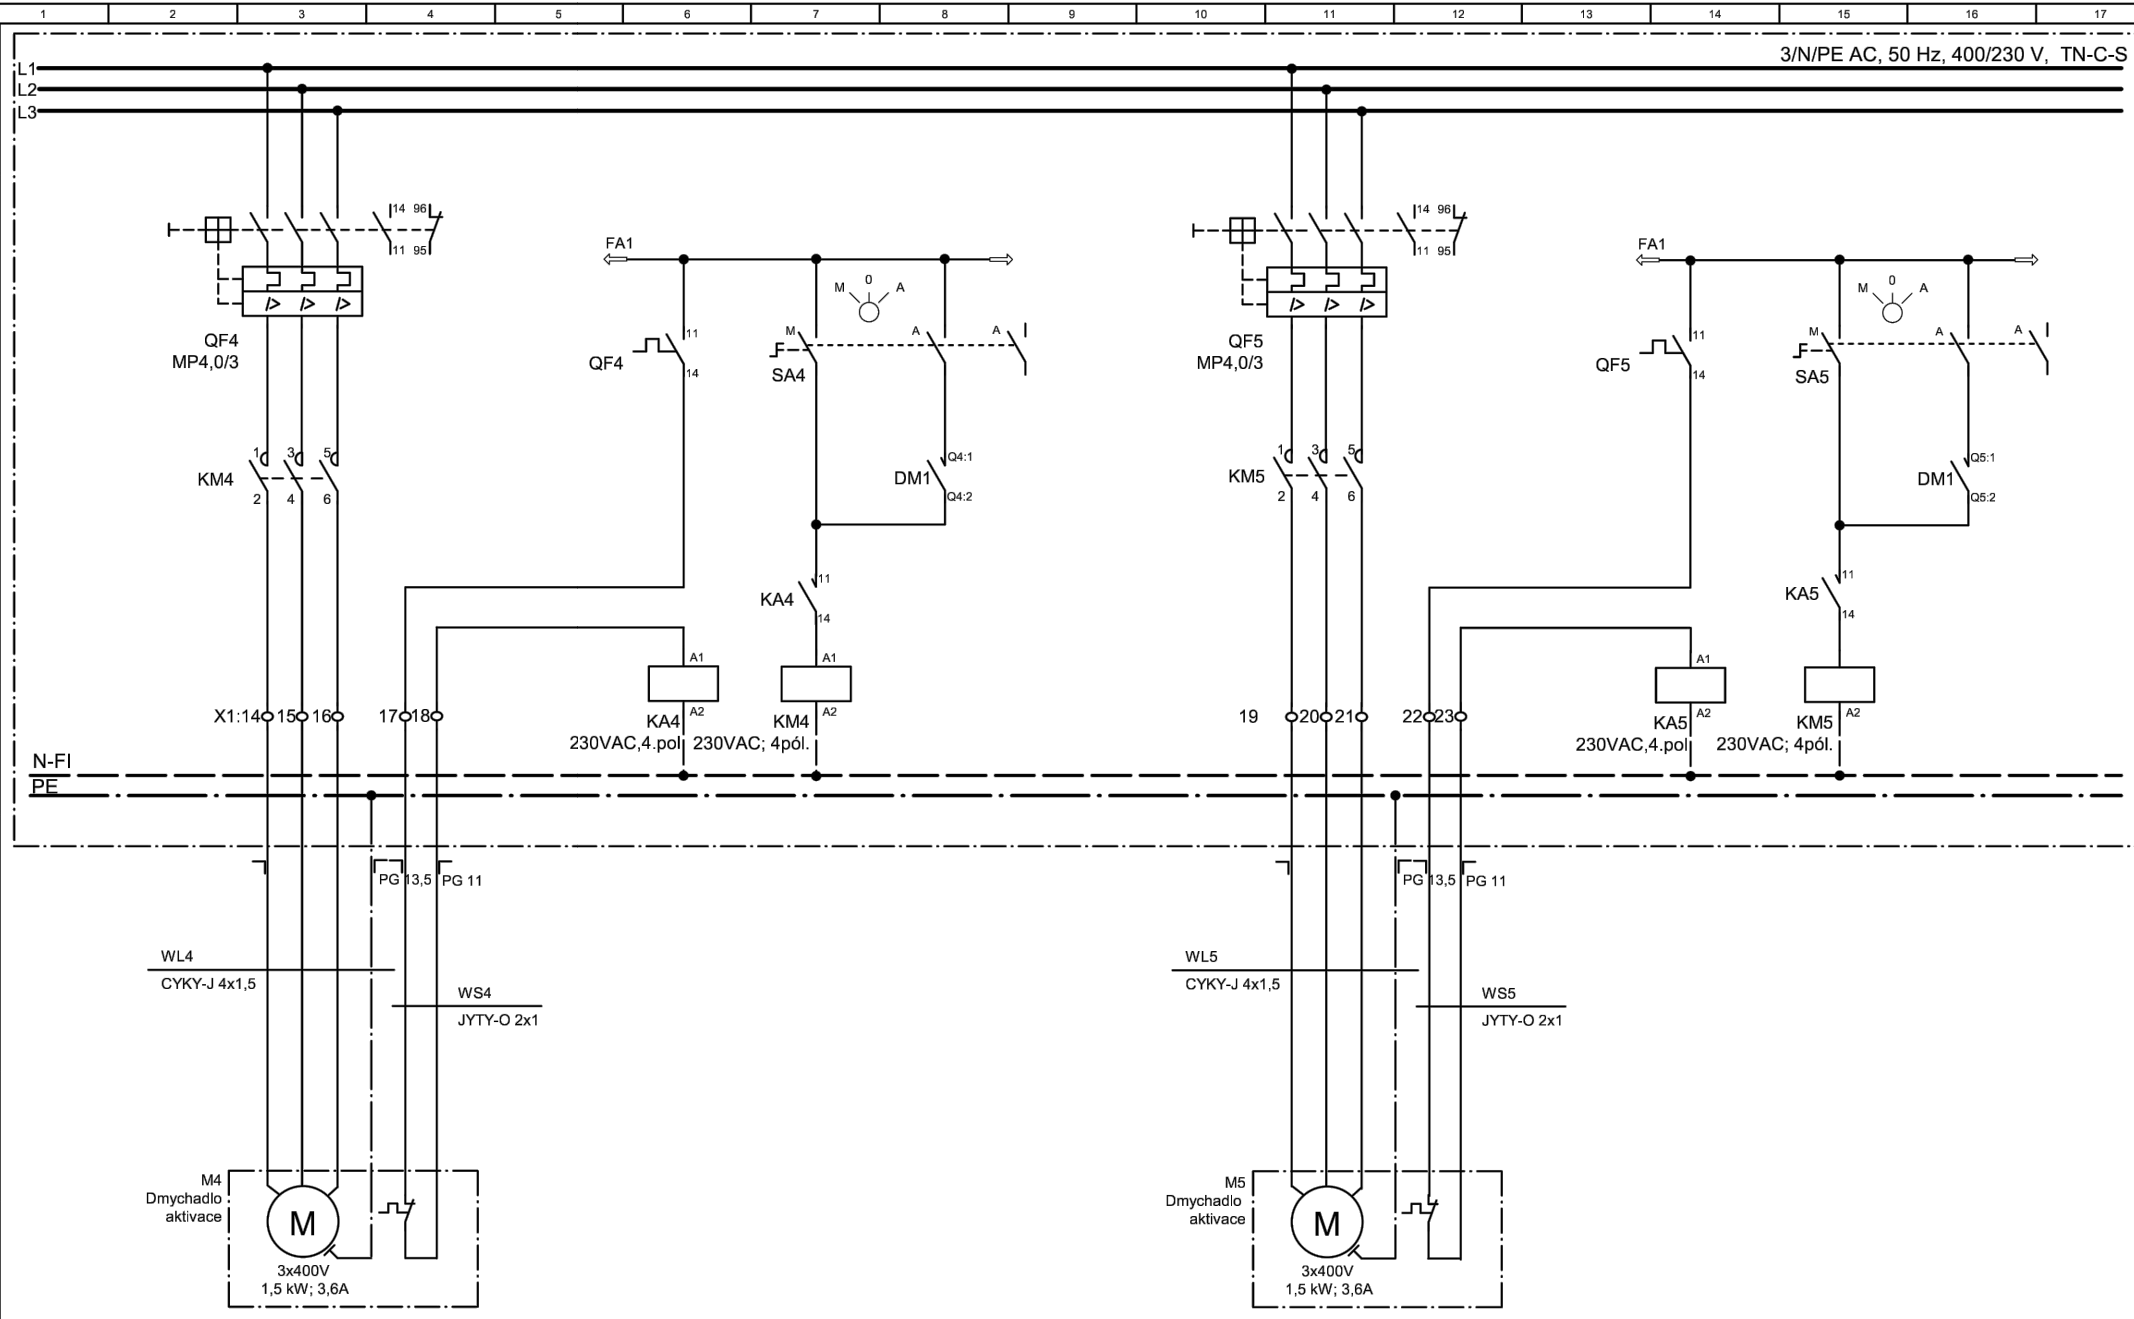 1 2 3 4 5 6 7 8 9 10 11 12 13 14 15 16 17
3/N/PE AC, 50 Hz, 400/230 V, TN-C-S
L1
L2
L3
14 96
11 95
QF4
MP4,0/3
FA1
M 0 A
QF4
11
14
M
SA4
A
A
KM4
1 3 5
2 4 6
DM1
Q4:1
Q4:2
KA4
11
14
A1
KA4
A2
230VAC,4.pol
A1
KM4
A2
230VAC; 4pól.
X1:14 15 16 17 18
14 96
11 95
QF5
MP4,0/3
FA1
M 0 A
QF5
11
14
M
SA5
A
A
KM5
1 3 5
2 4 6
DM1
Q5:1
Q5:2
KA5
11
14
A1
KA5
A2
230VAC,4.pol
A1
KM5
A2
230VAC; 4pól.
19 20 21 22 23
N-FI
PE
PG 13,5 PG 11
WL4
CYKY-J 4x1,5
WS4
JYTY-O 2x1
M4
Dmychadlo
aktivace
M
3x400V
1,5 kW; 3,6A
PG 13,5 PG 11
WL5
CYKY-J 4x1,5
WS5
JYTY-O 2x1
M5
Dmychadlo
aktivace
M
3x400V
1,5 kW; 3,6A